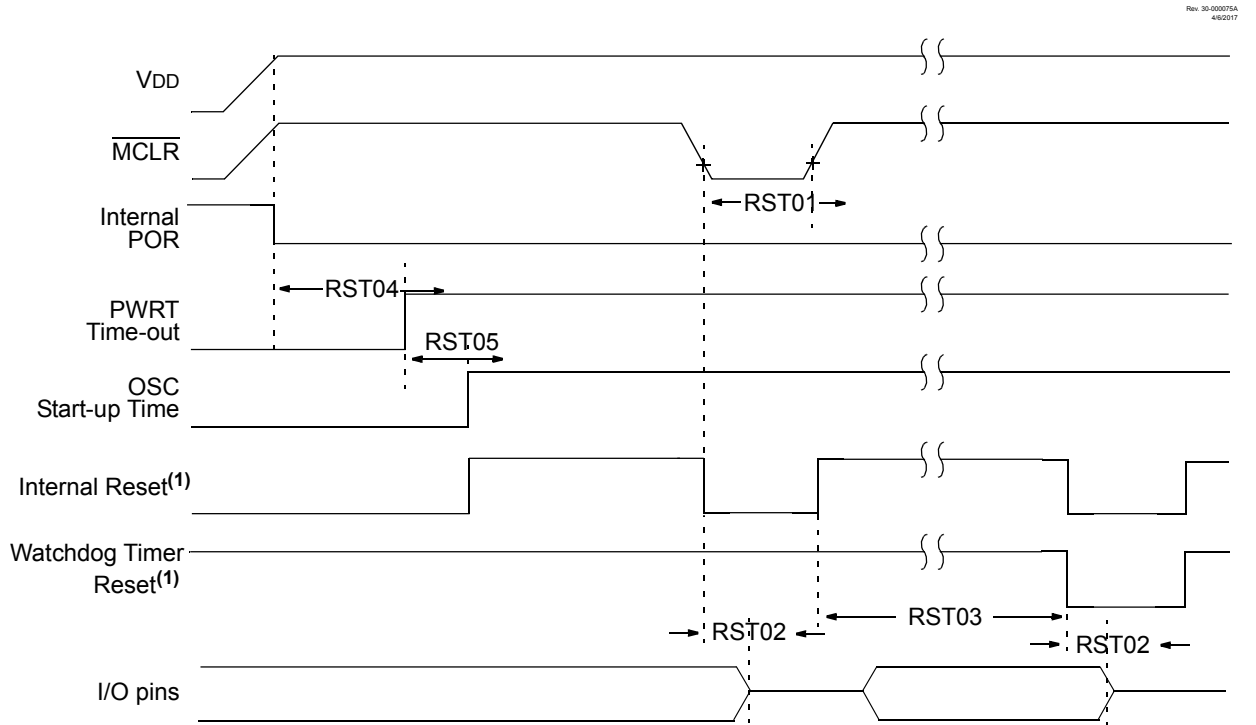 Rev. 30-000075A
4/6/2017
VDD
MCLR
RST01
Internal
POR
RST04
PWRT
Time-out
RST05
OSC
Start-up Time
Internal Reset(1)
Watchdog Timer
Reset(1)
RST02
RST03
RST02
I/O pins